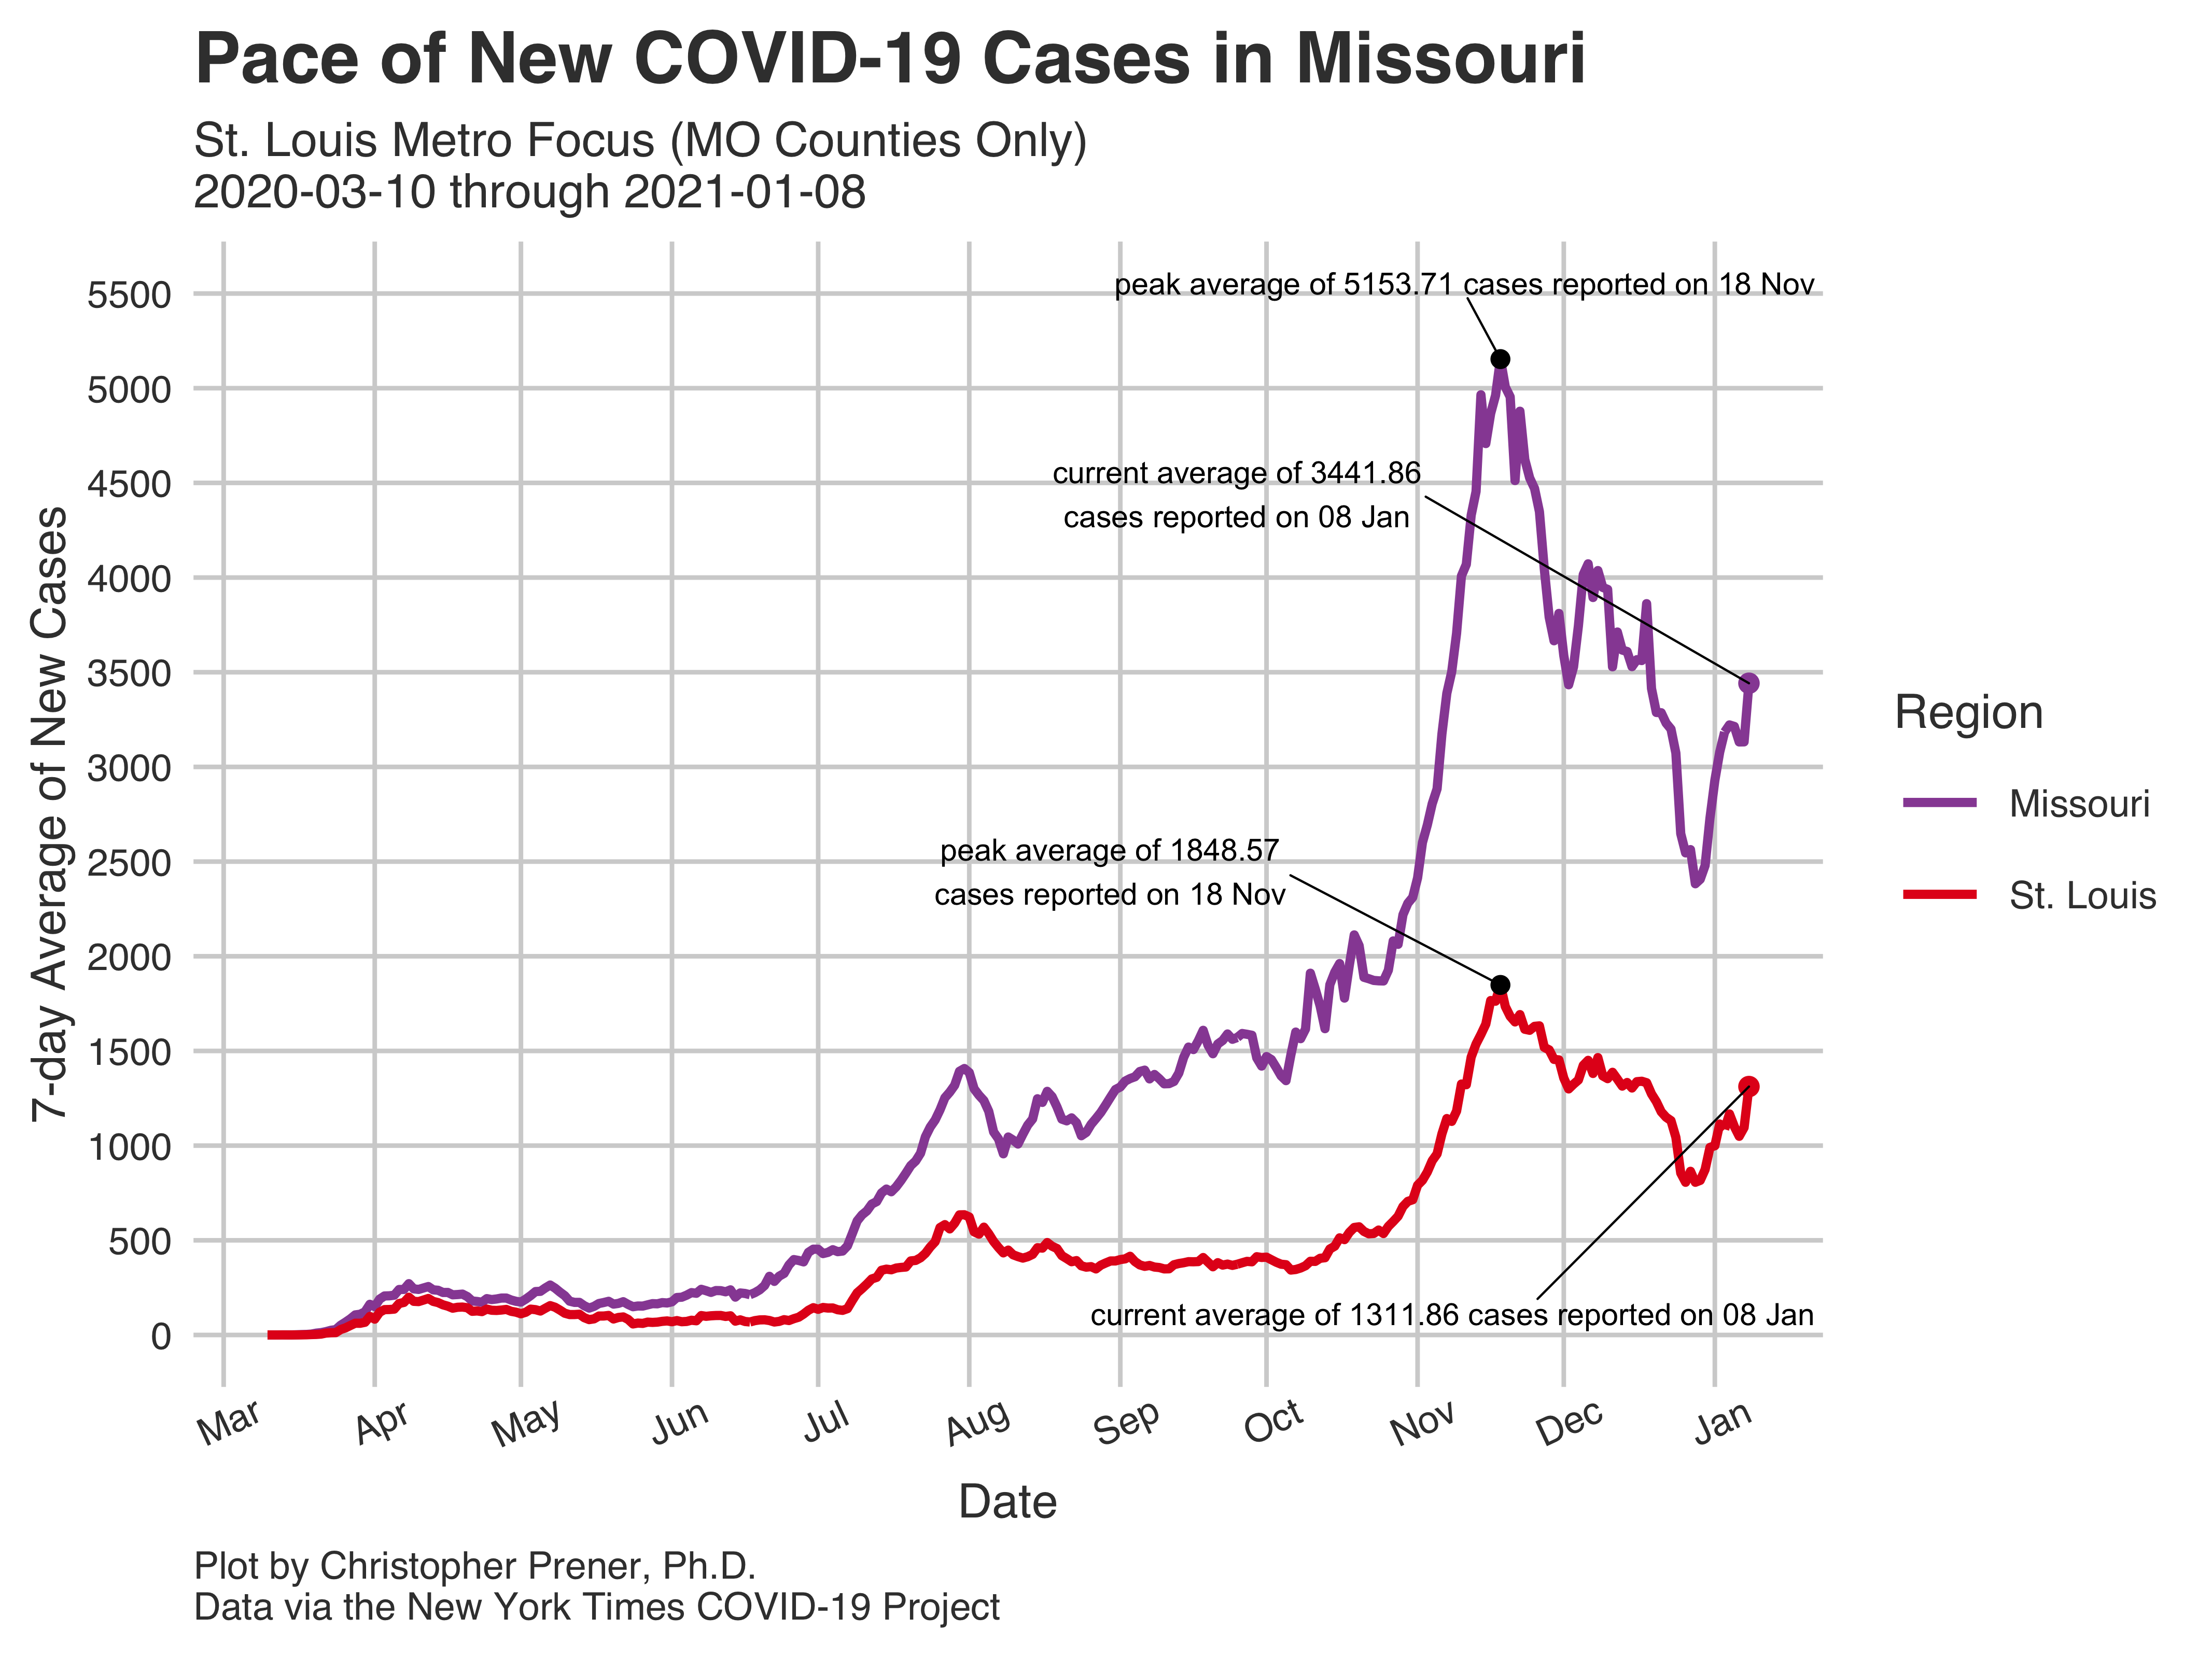 Pace of New COVID-19 Cases in Missouri
St. Louis Metro Focus (MO Counties Only)
2020-03-10 through 2021-01-08
7-day Average of New Cases
5500
5000
4500
4000
3500
3000
2500
2000
1500
1000
500
0
peak average of 5153.71 cases reported on 18 Nov
current average of 3441.86
cases reported on 08 Jan
peak average of 1848.57
cases reported on 18 Nov
current average of 1311.86 cases reported on 08 Jan
Region
Missouri
St. Louis
Mar
Apr
May
Jun
Jul
Aug
Sep
Oct
Nov
Dec
Jan
Date
Plot by Christopher Prener, Ph.D.
Data via the New York Times COVID-19 Project